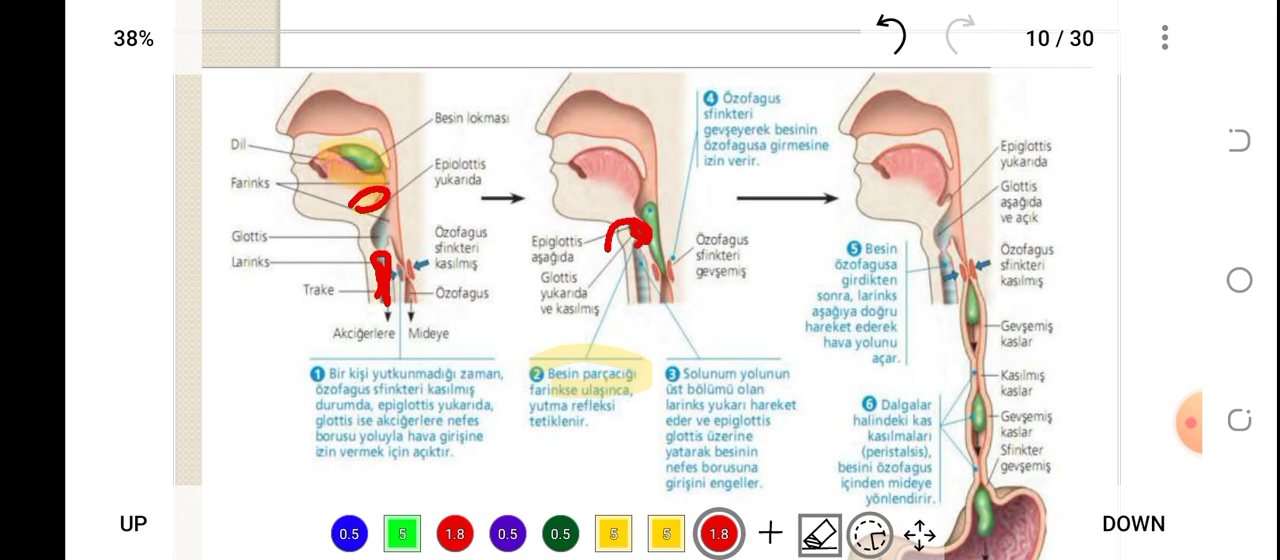 38%
10 / 30
Dil
Farinks
Glottis
Larinks
Trake
Besin lokması
Epiolottis
yukarıda
Özofagus
sfinkteri
kasılmış
Özofagus
Akciğerlere
Mideye
1 Bir kişi yutkunmadığı zaman,
özofagus sfinkteri kasılmış
durumda, epiglottis yukarıda,
glottis ise akciğerlere nefes
borusu yoluyla hava girişine
izin vermek için açıktır.
Epiglottis
aşağıda
Glottis
yukarıda
ve kasılmış
Özofagus
sfinkteri
gevşemiş
2 Besin parçacığı
farinkse ulaşınca,
yutma refleksi
tetiklenir.
3 Solunum yolunun
üst bölümü olan
larinks yukarı hareket
eder ve epiglottis
glottis üzerine
yatarak besinin
nefes borusuna
girişini engeller.
4 Özofagus
sfinkteri
gevşeyerek besinin
özofagusa girmesine
izin verir.
Epiglottis
yukarıda
Glottis
aşağıda
ve açık
Özofagus
sfinkteri
kasılmış
5 Besin
özofagusa
girdikten
sonra, larinks
aşağıya doğru
hareket ederek
hava yolunu
açar.
Gevşemiş
kaslar
Kasılmış
kaslar
Gevşemiş
kaslar
Sfinkter
gevşemiş
6 Dalgalar
halindeki kas
kasılmaları
(peristalsis),
besini özofagus
içinden mideye
yönlendirir.
UP
0.5
5
1.8
0.5
0.5
5
5
1.8
DOWN